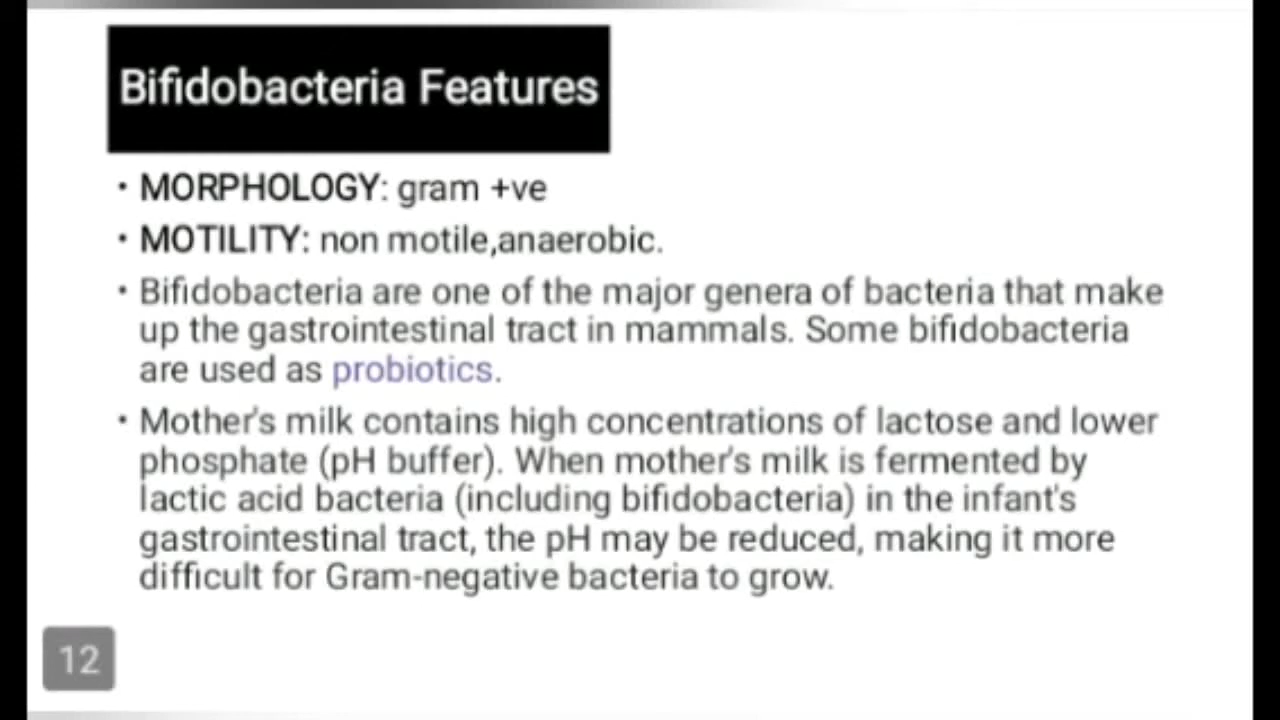 Bifidobacteria Features
• MORPHOLOGY: gram +ve
• MOTILITY: non motile,anaerobic.
• Bifidobacteria are one of the major genera of bacteria that make
up the gastrointestinal tract in mammals. Some bifidobacteria
are used as probiotics.
• Mother's milk contains high concentrations of lactose and lower
phosphate (pH buffer). When mother's milk is fermented by
lactic acid bacteria (including bifidobacteria) in the infant's
gastrointestinal tract, the pH may be reduced, making it more
difficult for Gram-negative bacteria to grow.
12